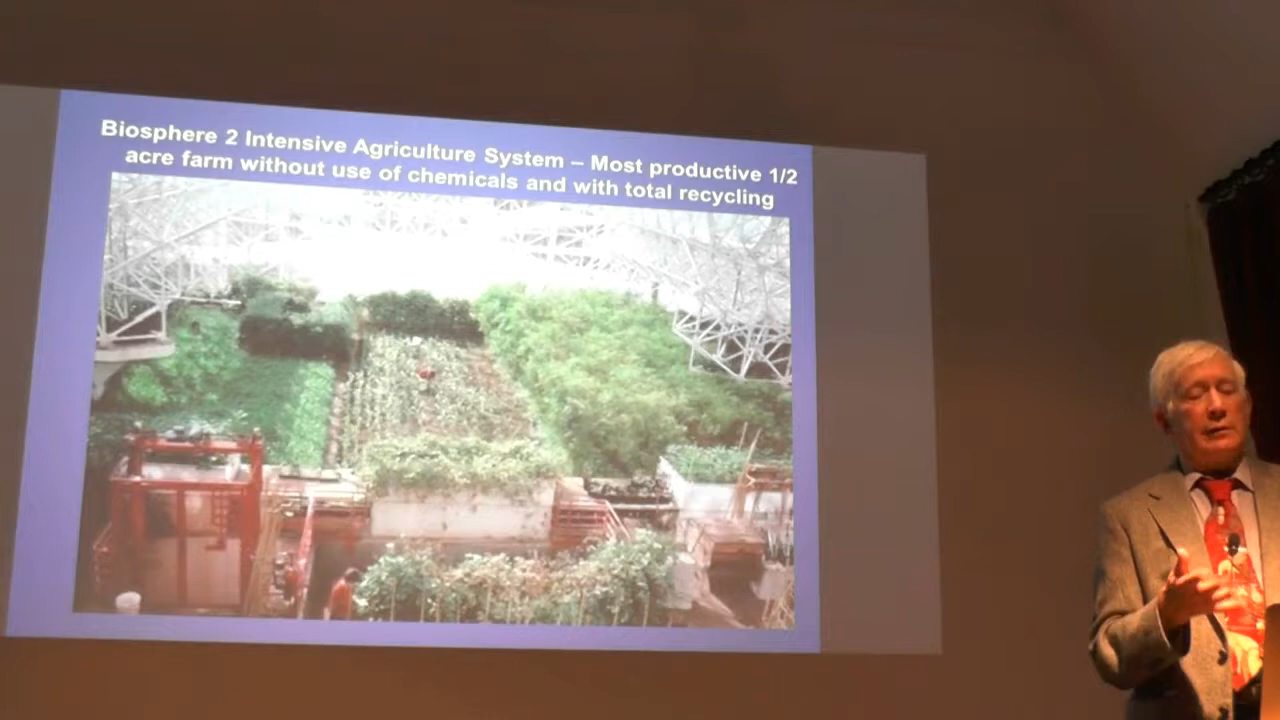 Biosphere 2 Intensive Agriculture System – Most productive 1/2
acre farm without use of chemicals and with total recycling